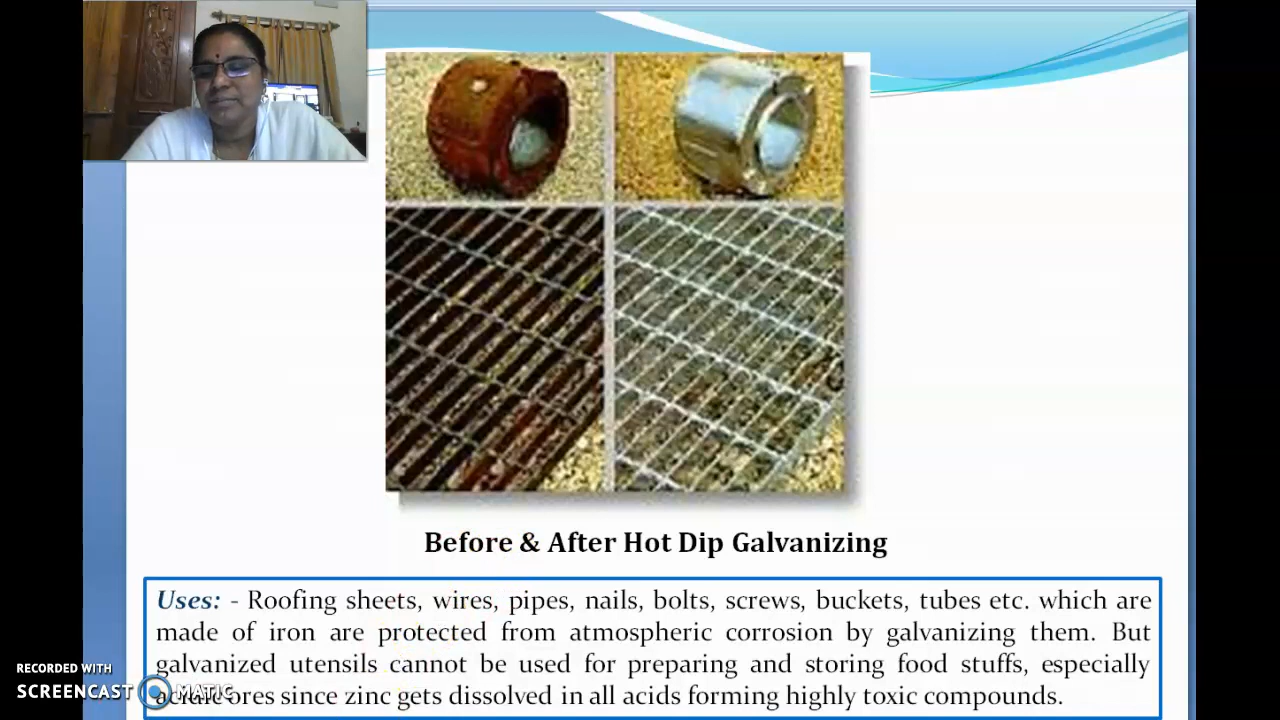 Before & After Hot Dip Galvanizing
Uses: - Roofing sheets, wires, pipes, nails, bolts, screws, buckets, tubes etc. which are
made of iron are protected from atmospheric corrosion by galvanizing them. But
galvanized utensils cannot be used for preparing and storing food stuffs, especially
ores since zinc gets dissolved in all acids forming highly toxic compounds.
RECORDED WITH
SCREENCAST MATIC